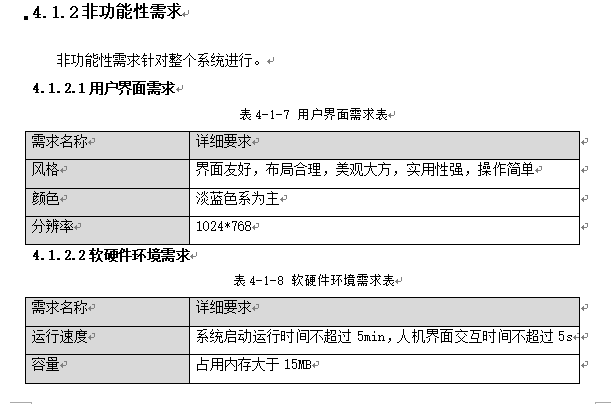 4.1.2非功能性需求
非功能性需求针对整个系统进行。
4.1.2.1用户界面需求
表 4-1-7 用户界面需求表
需求名称 详细要求
风格 界面友好，布局合理，美观大方，实用性强，操作简单
颜色 淡蓝色系为主
分辨率 1024*768
4.1.2.2软硬件环境需求
表 4-1-8 软硬件环境需求表
需求名称 详细要求
运行速度 系统启动运行时间不超过 5min，人机界面交互时间不超过 5s
容量 占用内存大于 15MB